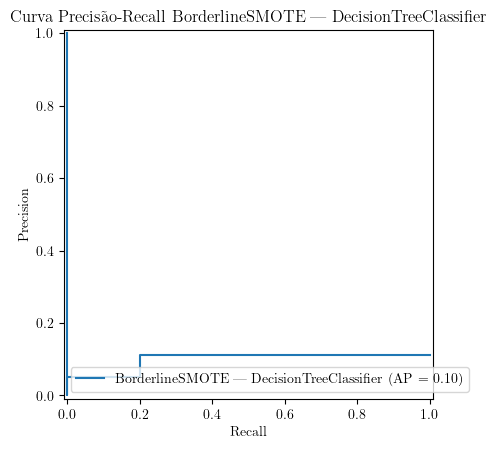 Curva Precisão-Recall BorderlineSMOTE — DecisionTreeClassifier
1.0
0.8
0.6
0.4
0.2
0.0
Precision
BorderlineSMOTE — DecisionTreeClassifier (AP = 0.10)
0.0 0.2 0.4 0.6 0.8 1.0
Recall